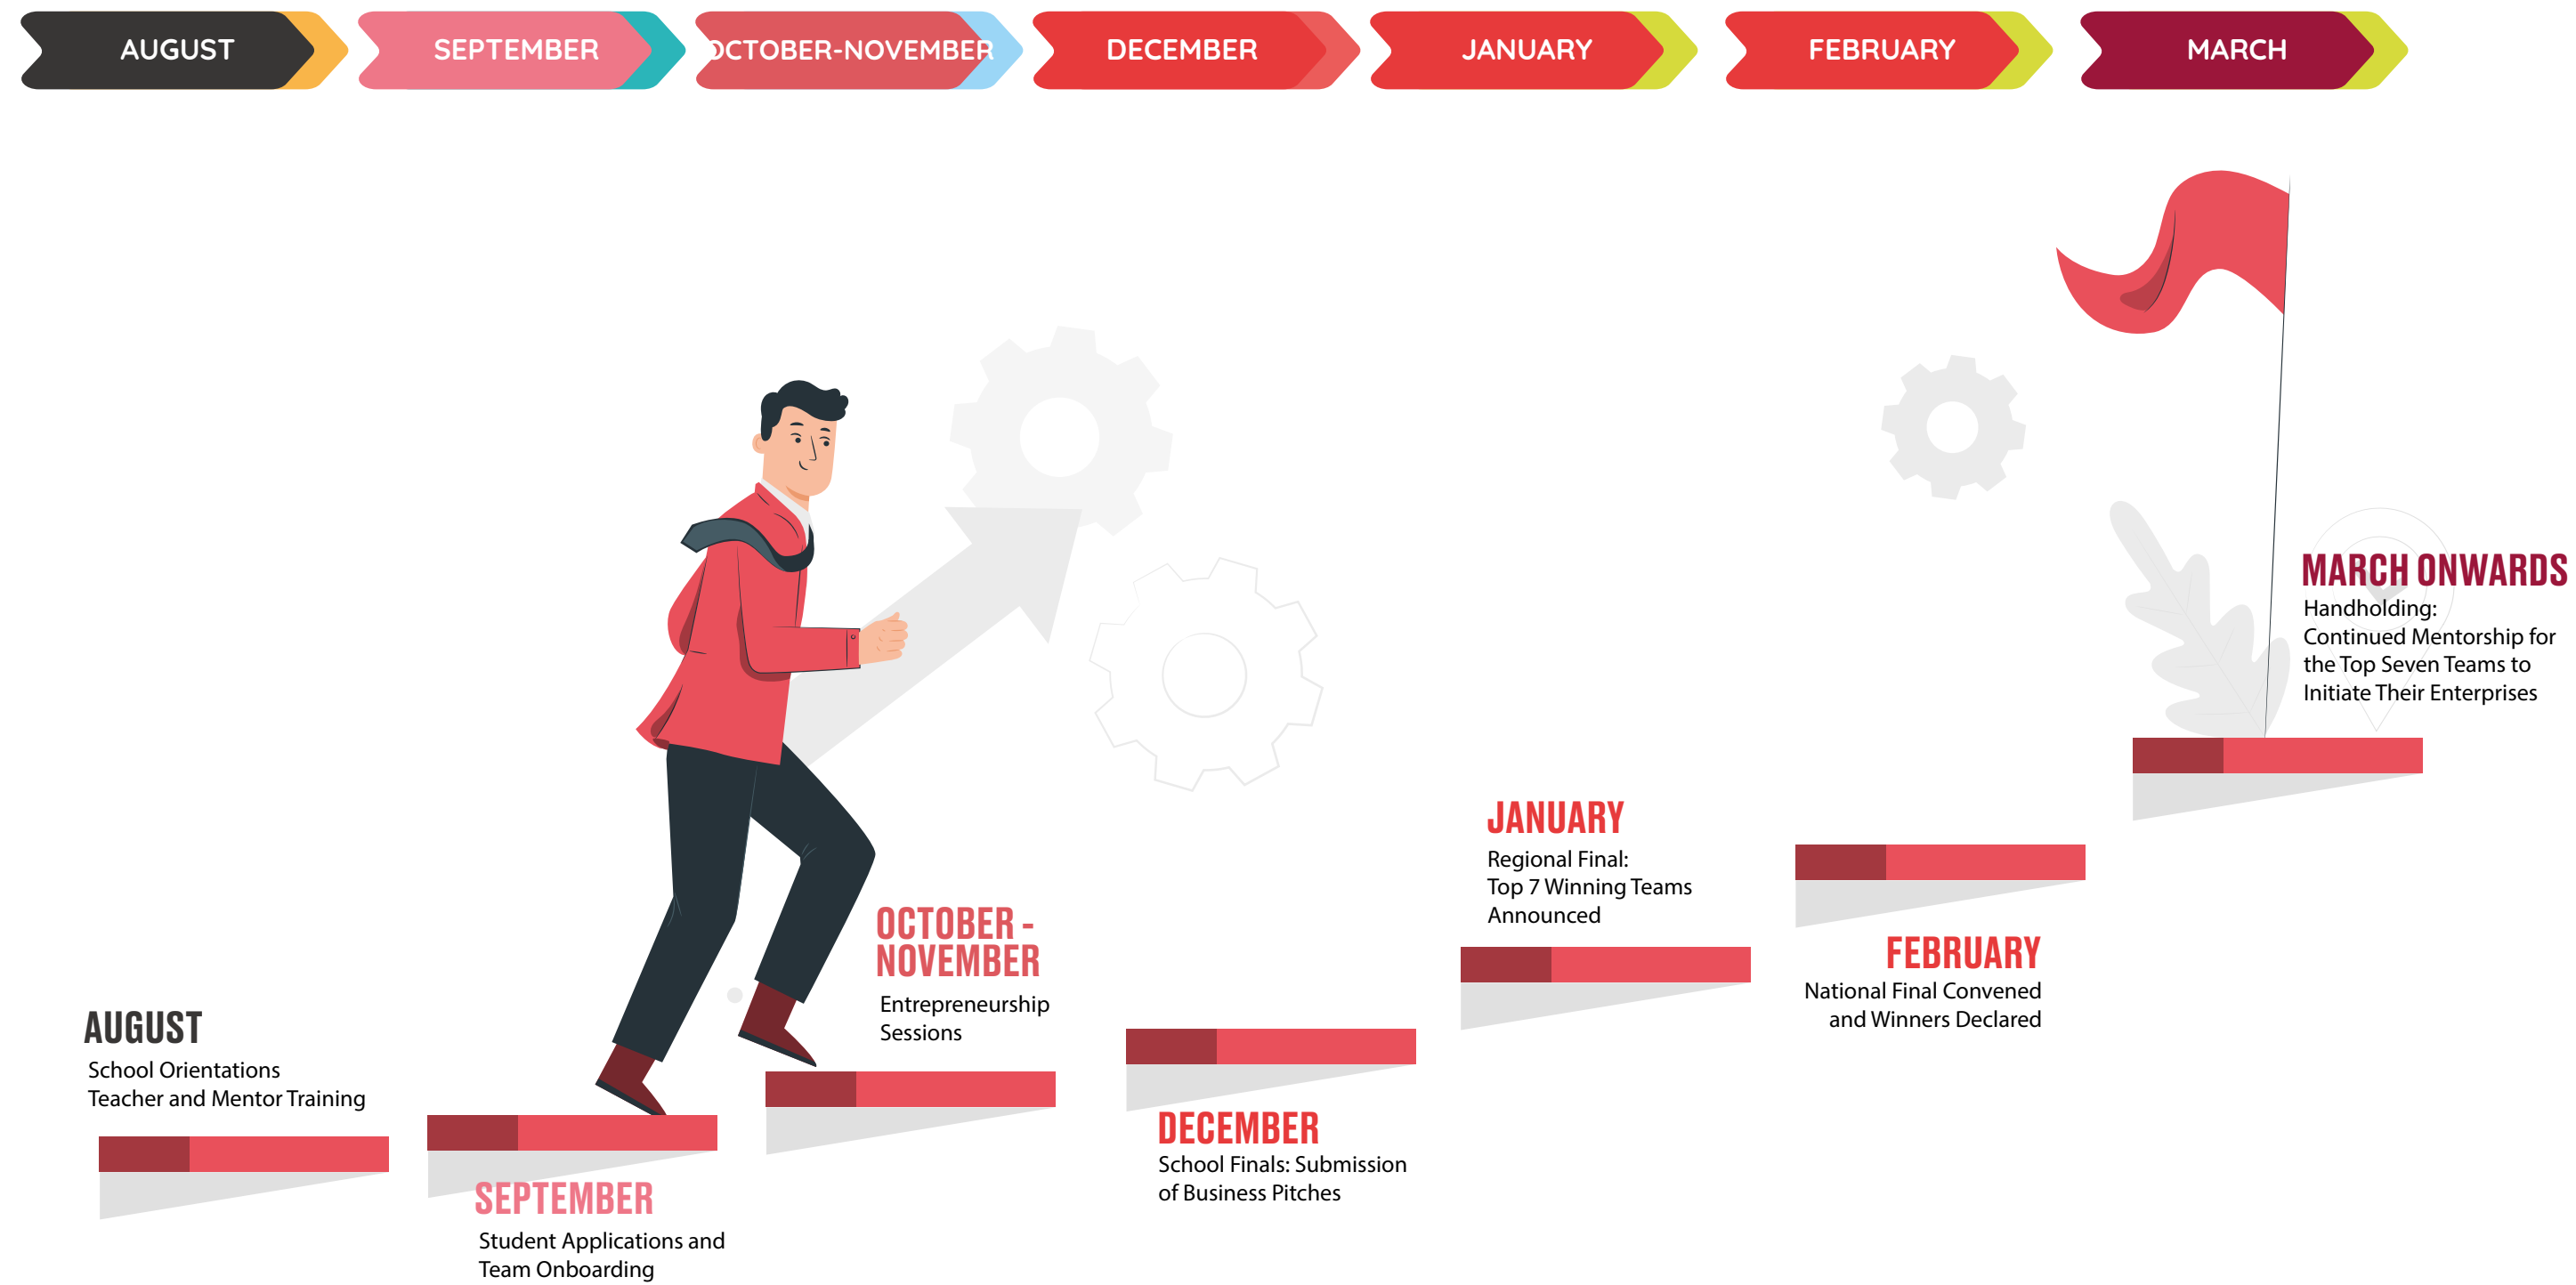 AUGUST
SEPTEMBER
OCTOBER-NOVEMBER
DECEMBER
JANUARY
FEBRUARY
MARCH
AUGUST
School Orientations
Teacher and Mentor Training
SEPTEMBER
Student Applications and
Team Onboarding
OCTOBER -
NOVEMBER
Entrepreneurship
Sessions
DECEMBER
School Finals: Submission
of Business Pitches
JANUARY
Regional Final:
Top 7 Winning Teams
Announced
FEBRUARY
National Final Convened
and Winners Declared
MARCH ONWARDS
Handholding:
Continued Mentorship for
the Top Seven Teams to
Initiate Their Enterprises